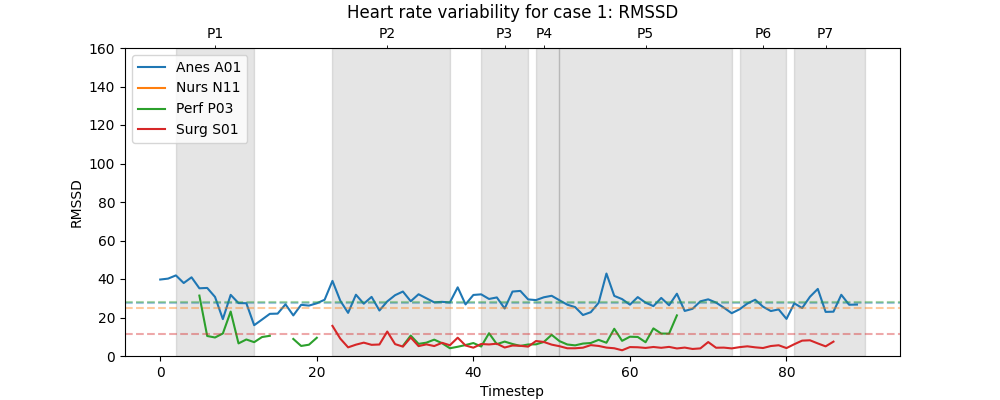 Heart rate variability for case 1: RMSSD
P1 P2 P3 P4 P5 P6 P7
160
140
120
100
80
60
40
20
0
RMSSD
Anes A01
Nurs N11
Perf P03
Surg S01
0 20 40 60 80
Timestep